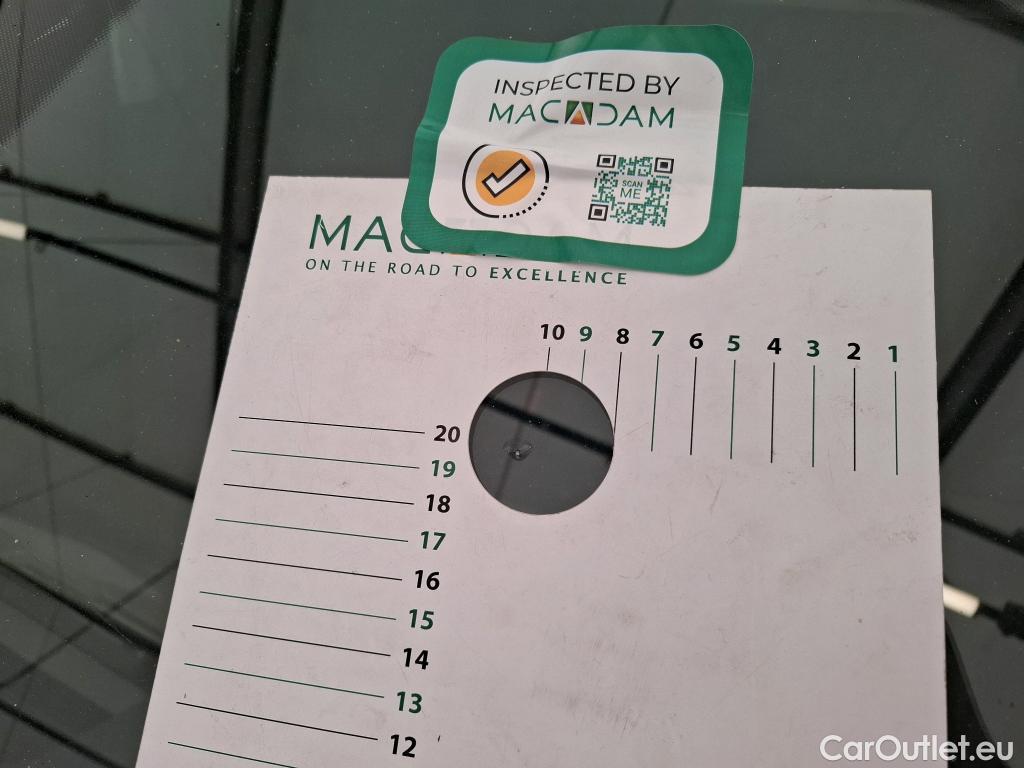 INSPECTED BY
MACADAM
SCAN
ME
MAC
ON THE ROAD TO EXCELLENCE
10 9 8 7 6 5 4 3 2 1
20
19
18
17
16
15
14
13
12
CarOutlet.eu